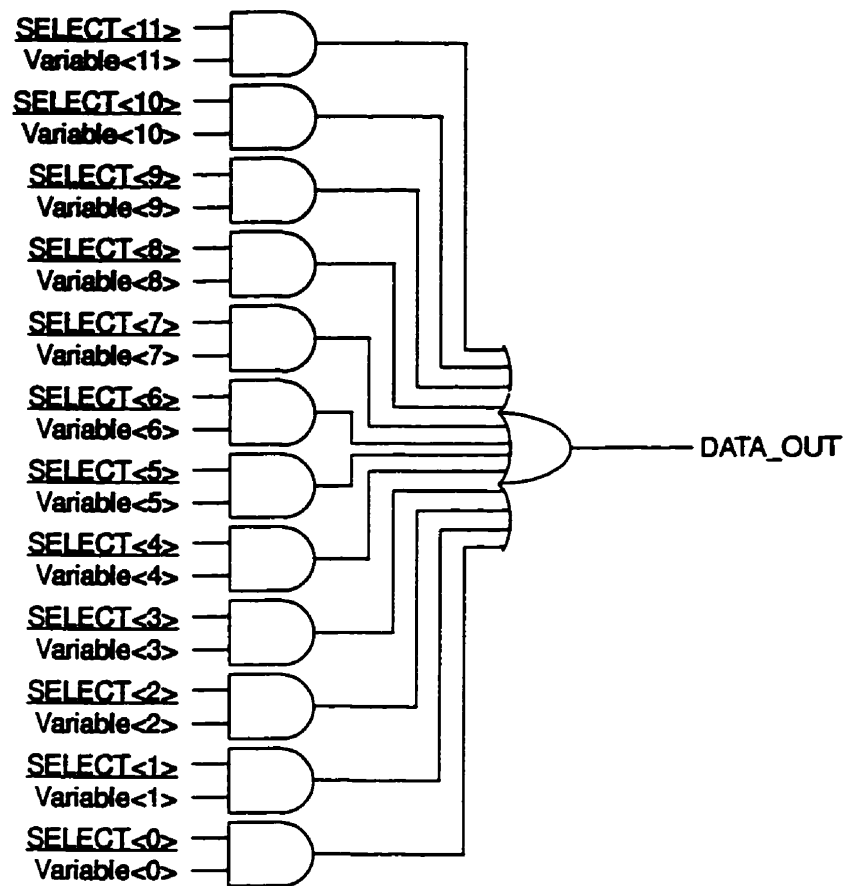 SELECT<11>
Variable<11>
SELECT<10>
Variable<10>
SELECT<9>
Variable<9>
SELECT<8>
Variable<8>
SELECT<7>
Variable<7>
SELECT<6>
Variable<6>
SELECT<5>
Variable<5>
SELECT<4>
Variable<4>
SELECT<3>
Variable<3>
SELECT<2>
Variable<2>
SELECT<1>
Variable<1>
SELECT<0>
Variable<0>
DATA_OUT